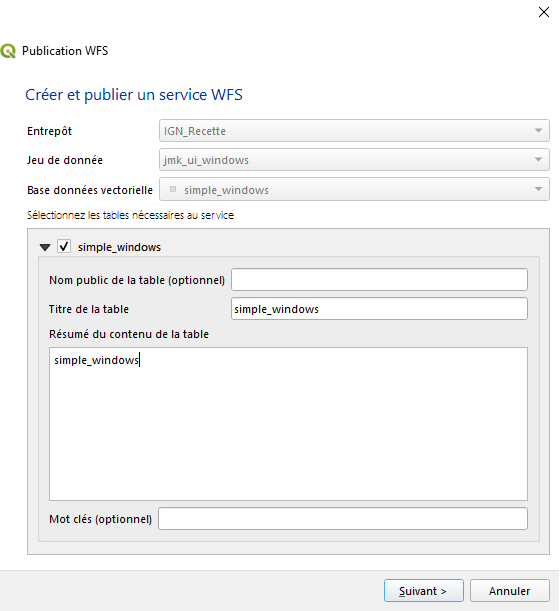 Publication WFS
Créer et publier un service WFS
Entrepôt IGN_Recette
Jeu de donnée jmk_ui_windows
Base données vectorielle simple_windows
Sélectionnez les tables nécessaires au service
simple_windows
Nom public de la table (optionnel)
Titre de la table simple_windows
Résumé du contenu de la table
simple_windows
Mot clés (optionnel)
Suivant > Annuler